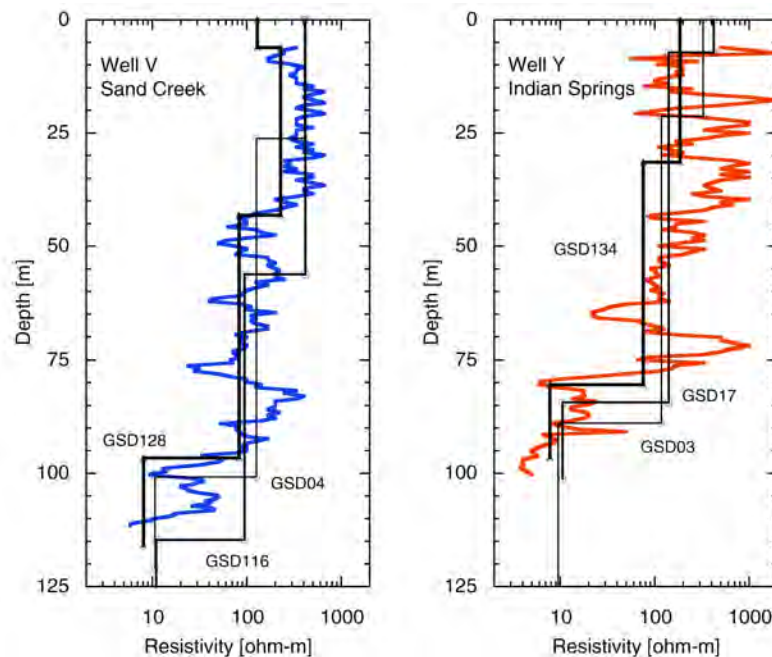 0
25
50
75
100
125
Depth [m]
Well V
Sand Creek
GSD128
GSD04
GSD116
10
100
1000
Resistivity [ohm-m]
0
25
50
75
100
125
Depth [m]
Well Y
Indian Springs
GSD134
GSD17
GSD03
10
100
1000
Resistivity [ohm-m]